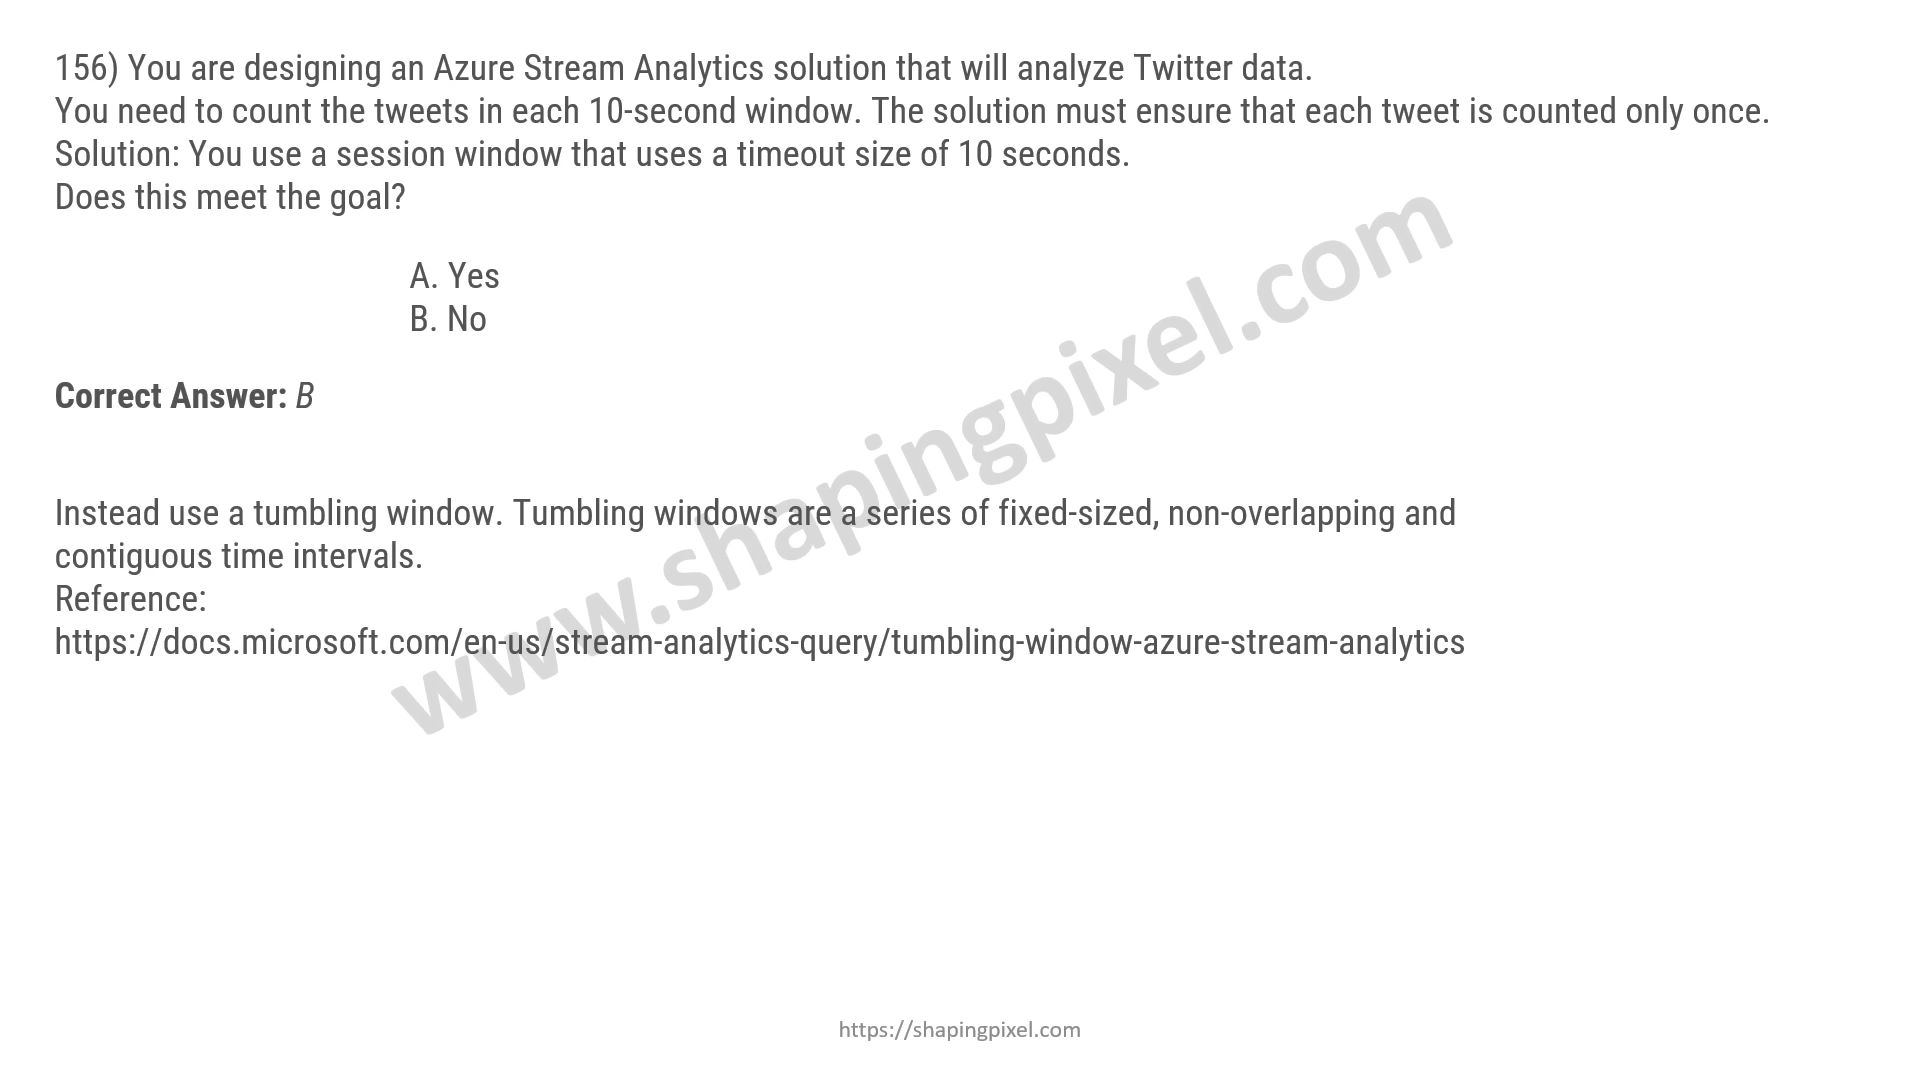 156) You are designing an Azure Stream Analytics solution that will analyze Twitter data.
You need to count the tweets in each 10-second window. The solution must ensure that each tweet is counted only once.
Solution: You use a session window that uses a timeout size of 10 seconds.
Does this meet the goal?
A. Yes
B. No
Correct Answer: B
Instead use a tumbling window. Tumbling windows are a series of fixed-sized, non-overlapping and
contiguous time intervals.
Reference:
https://docs.microsoft.com/en-us/stream-analytics-query/tumbling-window-azure-stream-analytics
www.shapingpixel.com
https://shapingpixel.com